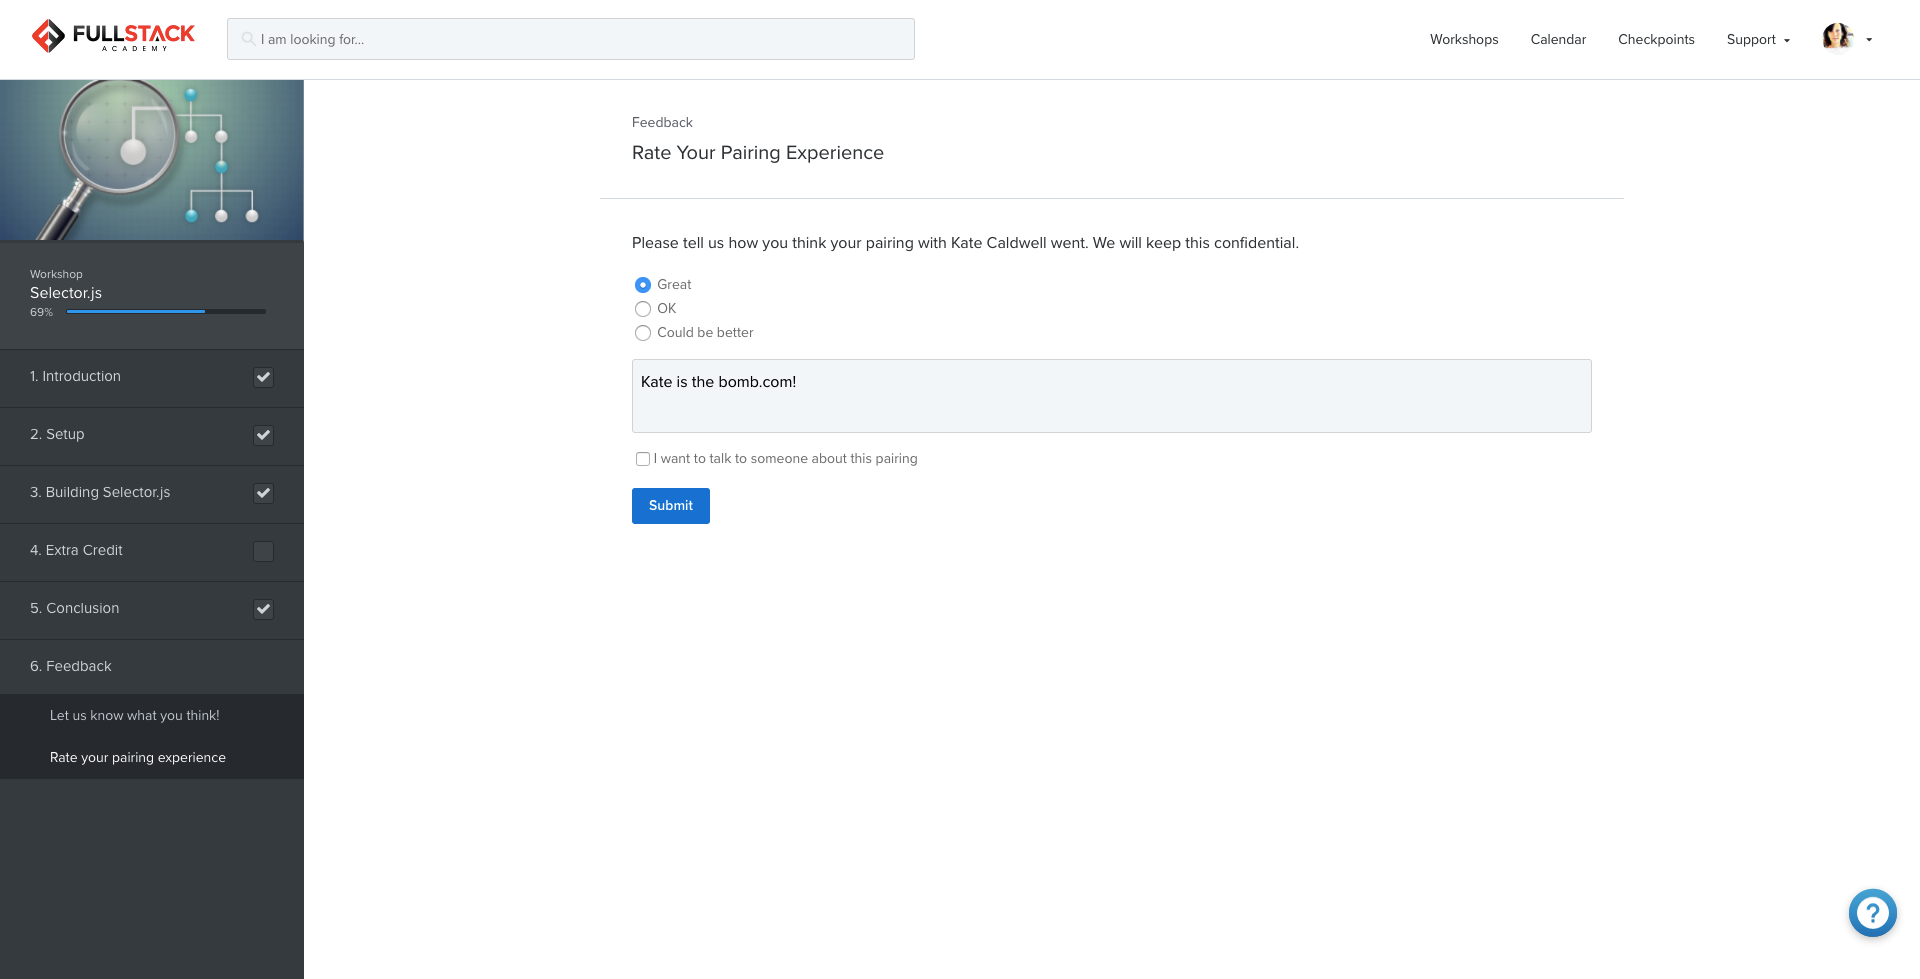 FULLSTACK
ACADEMY
I am looking for...
Workshops
Calendar
Checkpoints
Support
Workshop
Selector.js
69%
1. Introduction
2. Setup
3. Building Selector.js
4. Extra Credit
5. Conclusion
6. Feedback
Let us know what you think!
Rate your pairing experience
Feedback
Rate Your Pairing Experience
Please tell us how you think your pairing with Kate Caldwell went. We will keep this confidential.
Great
OK
Could be better
Kate is the bomb.com!
I want to talk to someone about this pairing
Submit
?